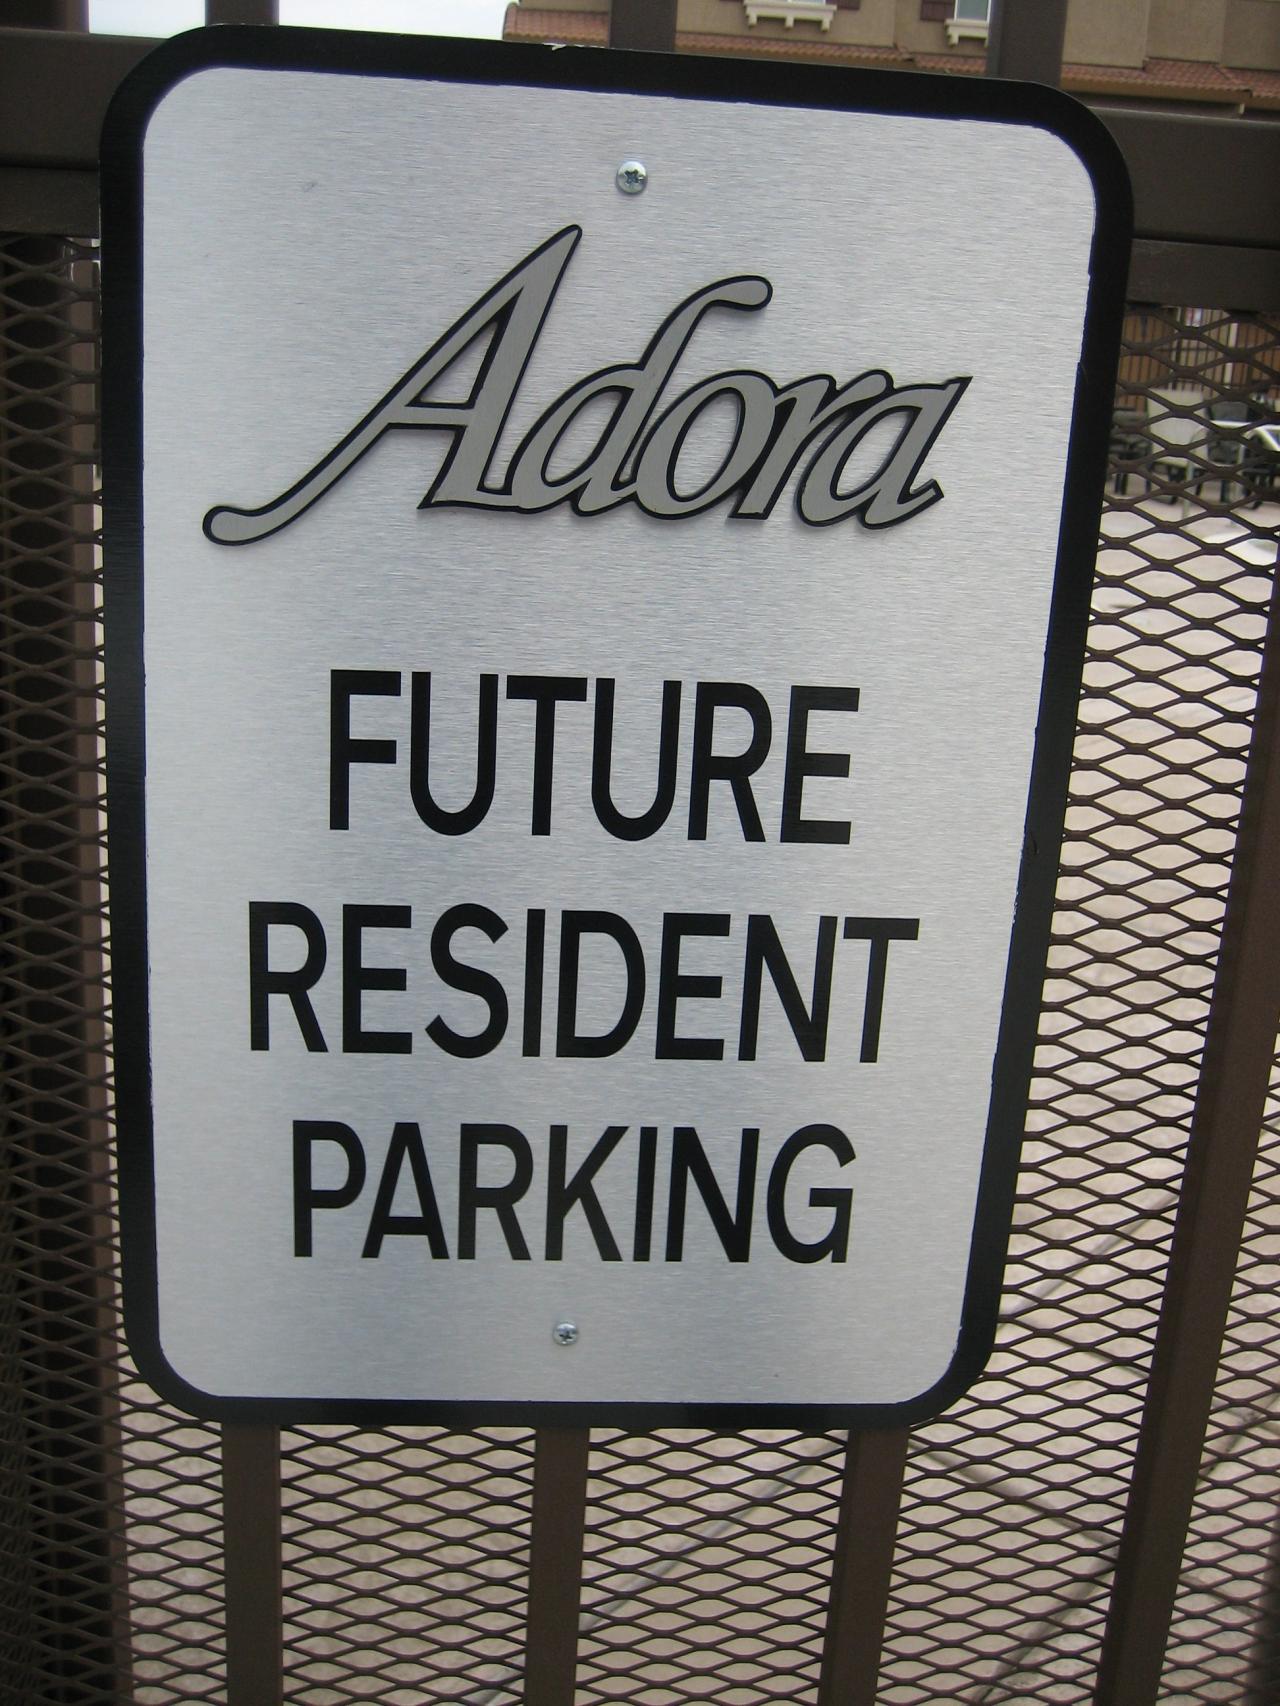 Adora
FUTURE
RESIDENT
PARKING